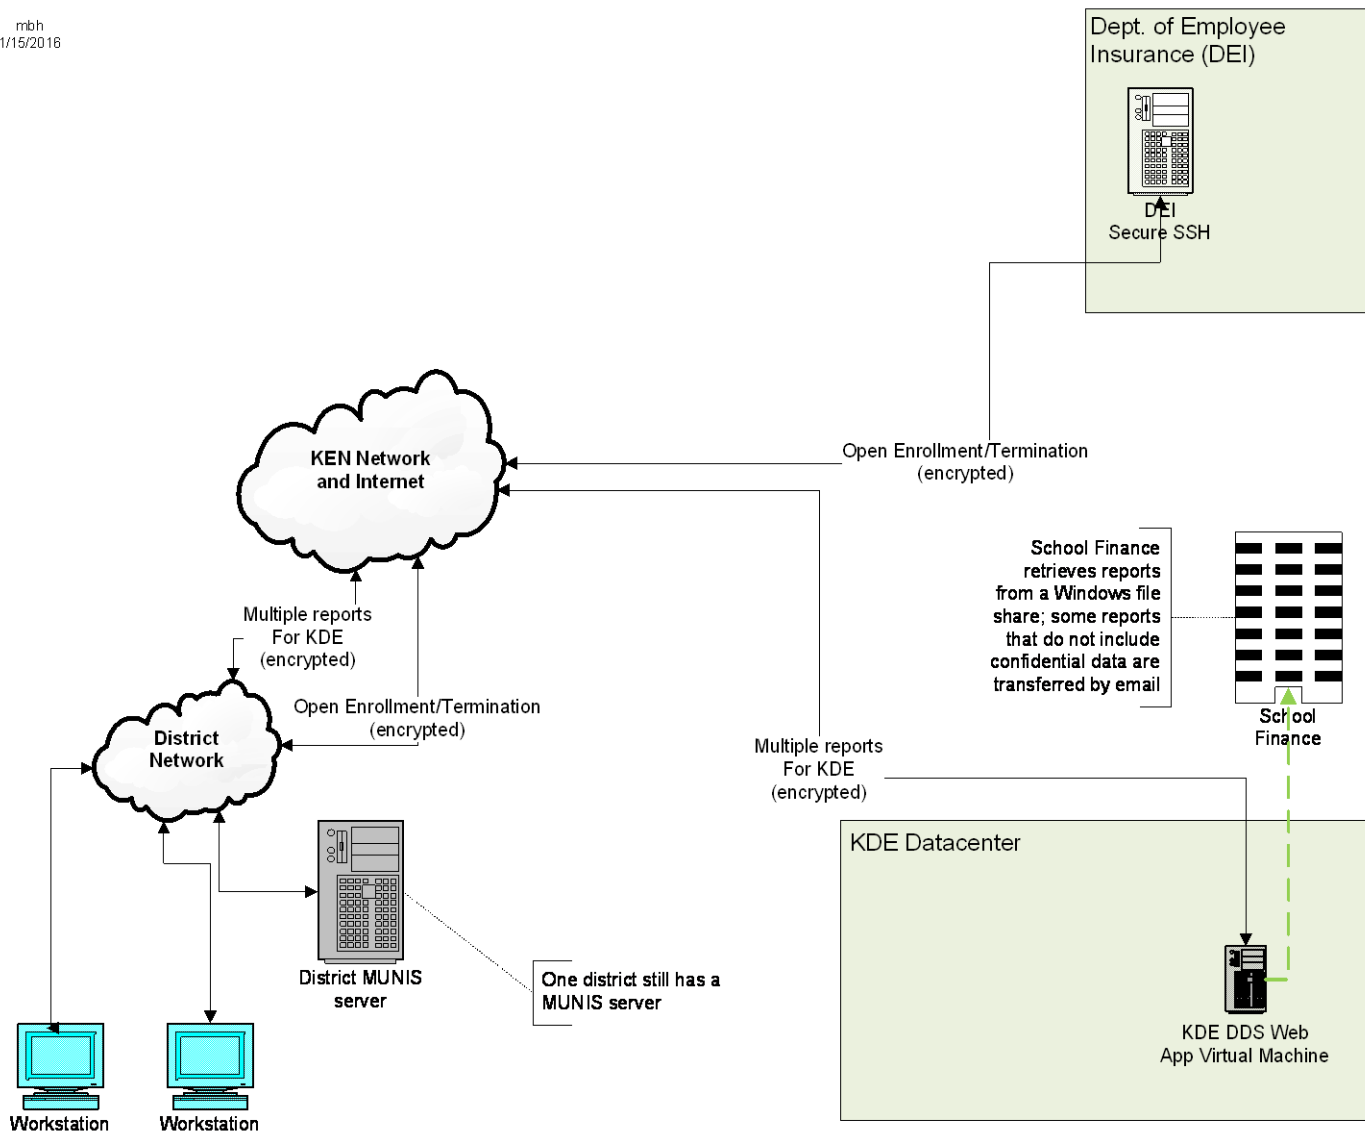 mbh
1/15/2016
Dept. of Employee
Insurance (DEI)
DEI
Secure SSH
KEN Network
and Internet
Open Enrollment/Termination
(encrypted)
School Finance
retrieves reports
from a Windows file
share; some reports
that do not include
confidential data are
transferred by email
School
Finance
Multiple reports
For KDE
(encrypted)
Open Enrollment/Termination
(encrypted)
District
Network
Multiple reports
For KDE
(encrypted)
KDE Datacenter
District MUNIS
server
One district still has a
MUNIS server
KDE DDS Web
App Virtual Machine
Workstation
Workstation